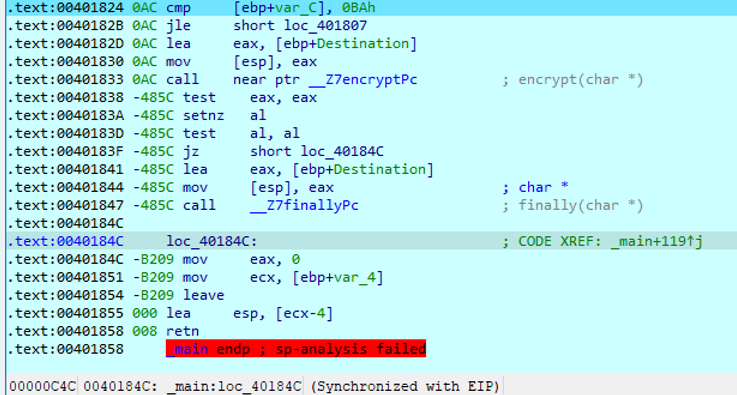 .text:00401824 0AC cmp [ebp+var_C], 0BAh
.text:0040182B 0AC jle short loc_401807
.text:0040182D 0AC lea eax, [ebp+Destination]
.text:00401830 0AC mov [esp], eax
.text:00401833 0AC call near ptr __Z7encryptPc ; encrypt(char *)
.text:00401838 -485C test eax, eax
.text:0040183A -485C setnz al
.text:0040183D -485C test al, al
.text:0040183F -485C jz short loc_40184C
.text:00401841 -485C lea eax, [ebp+Destination]
.text:00401844 -485C mov [esp], eax ; char *
.text:00401847 -485C call __Z7finallyPc ; finally(char *)
.text:0040184C
.text:0040184C loc_40184C: ; CODE XREF: _main+119↑j
.text:0040184C -B209 mov eax, 0
.text:00401851 -B209 mov ecx, [ebp+var_4]
.text:00401854 -B209 leave
.text:00401855 000 lea esp, [ecx-4]
.text:00401858 008 retn
.text:00401858 _main endp ; sp-analysis failed
00000C4C 0040184C: _main:loc_40184C (Synchronized with EIP)